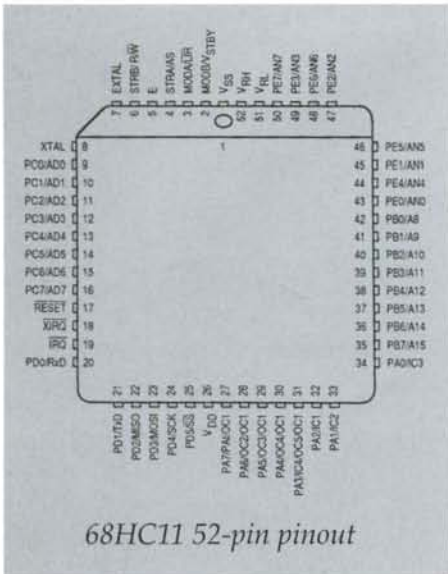 EXTAL 7
STRB/ R/W̅ 6
E 5
STRA/AS 4
MODA/L̅I̅R̅ 3
MODB/VSTBY 2
VSS 1
VRH 52
VRL 51
PE7/AN7 50
PE3/AN3 49
PE6/AN6 48
PE2/AN2 47
XTAL 8
PC0/AD0 9
PC1/AD1 10
PC2/AD2 11
PC3/AD3 12
PC4/AD4 13
PC5/AD5 14
PC6/AD6 15
PC7/AD7 16
R̅E̅S̅E̅T̅ 17
X̅I̅R̅Q̅ 18
I̅R̅Q̅ 19
PD0/RxD 20
46 PE5/AN5
45 PE1/AN1
44 PE4/AN4
43 PE0/AN0
42 PB0/A8
41 PB1/A9
40 PB2/A10
39 PB3/A11
38 PB4/A12
37 PB5/A13
36 PB6/A14
35 PB7/A15
34 PA0/IC3
21 PD1/TxD
22 PD2/MISO
23 PD3/MOSI
24 PD4/SCK
25 PD5/S̅S̅
26 VDD
27 PA7/PAI/OC1
28 PA6/OC2/OC1
29 PA5/OC3/OC1
30 PA4/OC4/OC1
31 PA3/IC4/OC5/OC1
32 PA2/IC1
33 PA1/IC2
68HC11 52-pin pinout